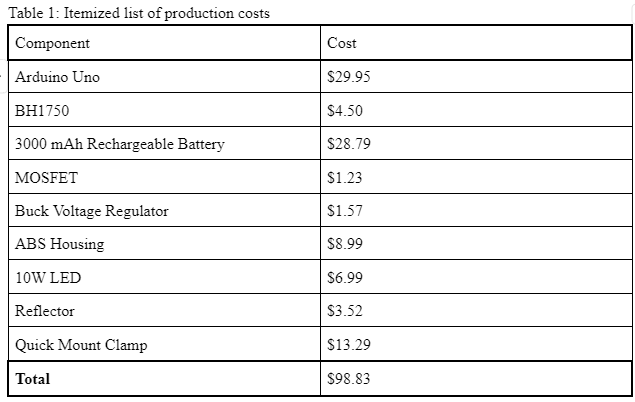 Table 1: Itemized list of production costs
Component Cost
Arduino Uno $29.95
BH1750 $4.50
3000 mAh Rechargeable Battery $28.79
MOSFET $1.23
Buck Voltage Regulator $1.57
ABS Housing $8.99
10W LED $6.99
Reflector $3.52
Quick Mount Clamp $13.29
Total $98.83